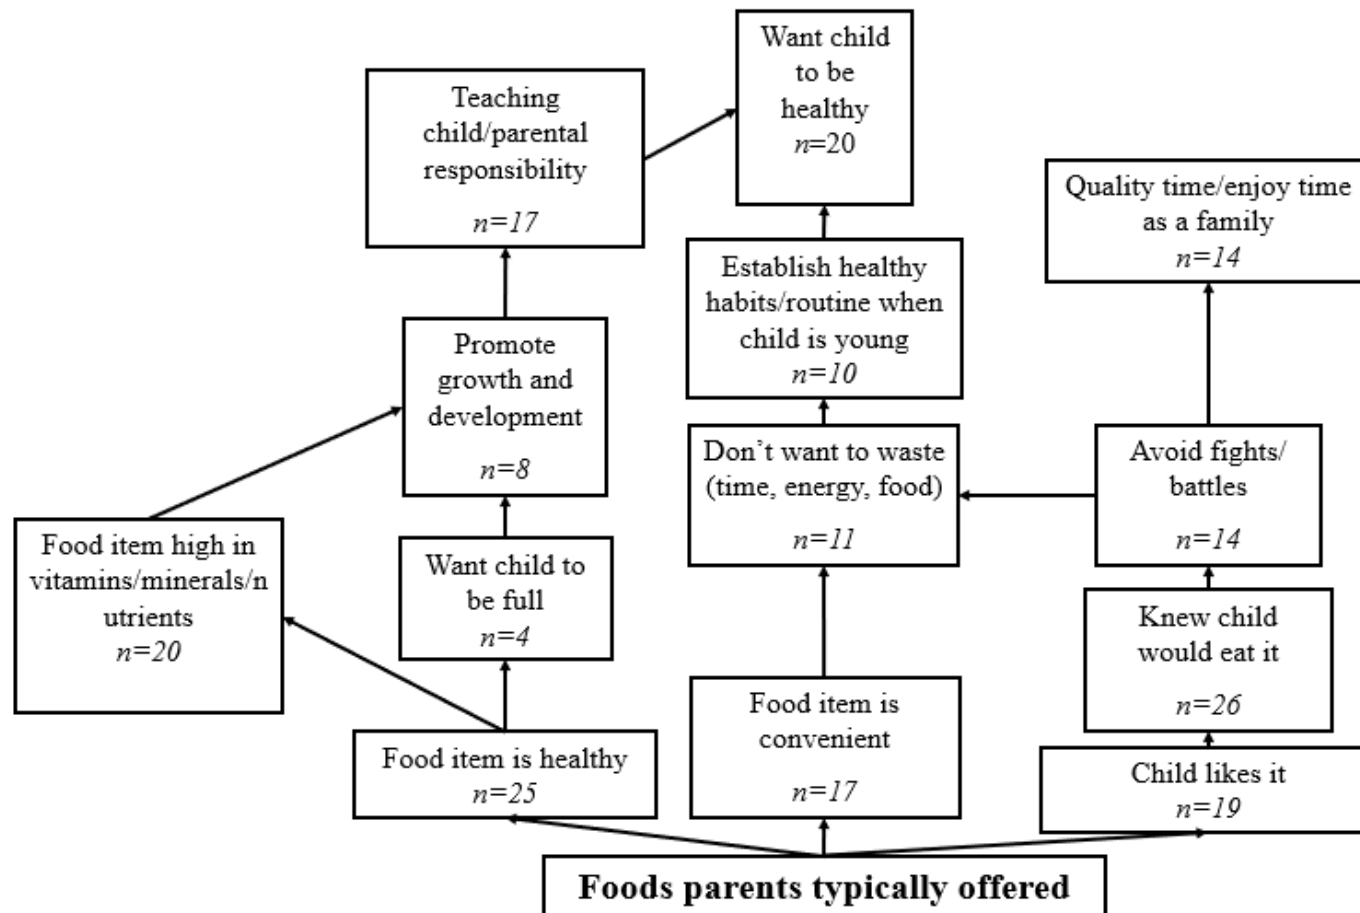 Want child
to be
healthy
n=20
Teaching
child/parental
responsibility
n=17
Quality time/enjoy time
as a family
n=14
Establish healthy
habits/routine when
child is young
n=10
Promote
growth and
development
n=8
Don’t want to waste
(time, energy, food)
n=11
Avoid fights/
battles
n=14
Food item high in
vitamins/minerals/n
utrients
n=20
Want child to
be full
n=4
Knew child
would eat it
n=26
Food item is
convenient
n=17
Food item is healthy
n=25
Child likes it
n=19
Foods parents typically offered